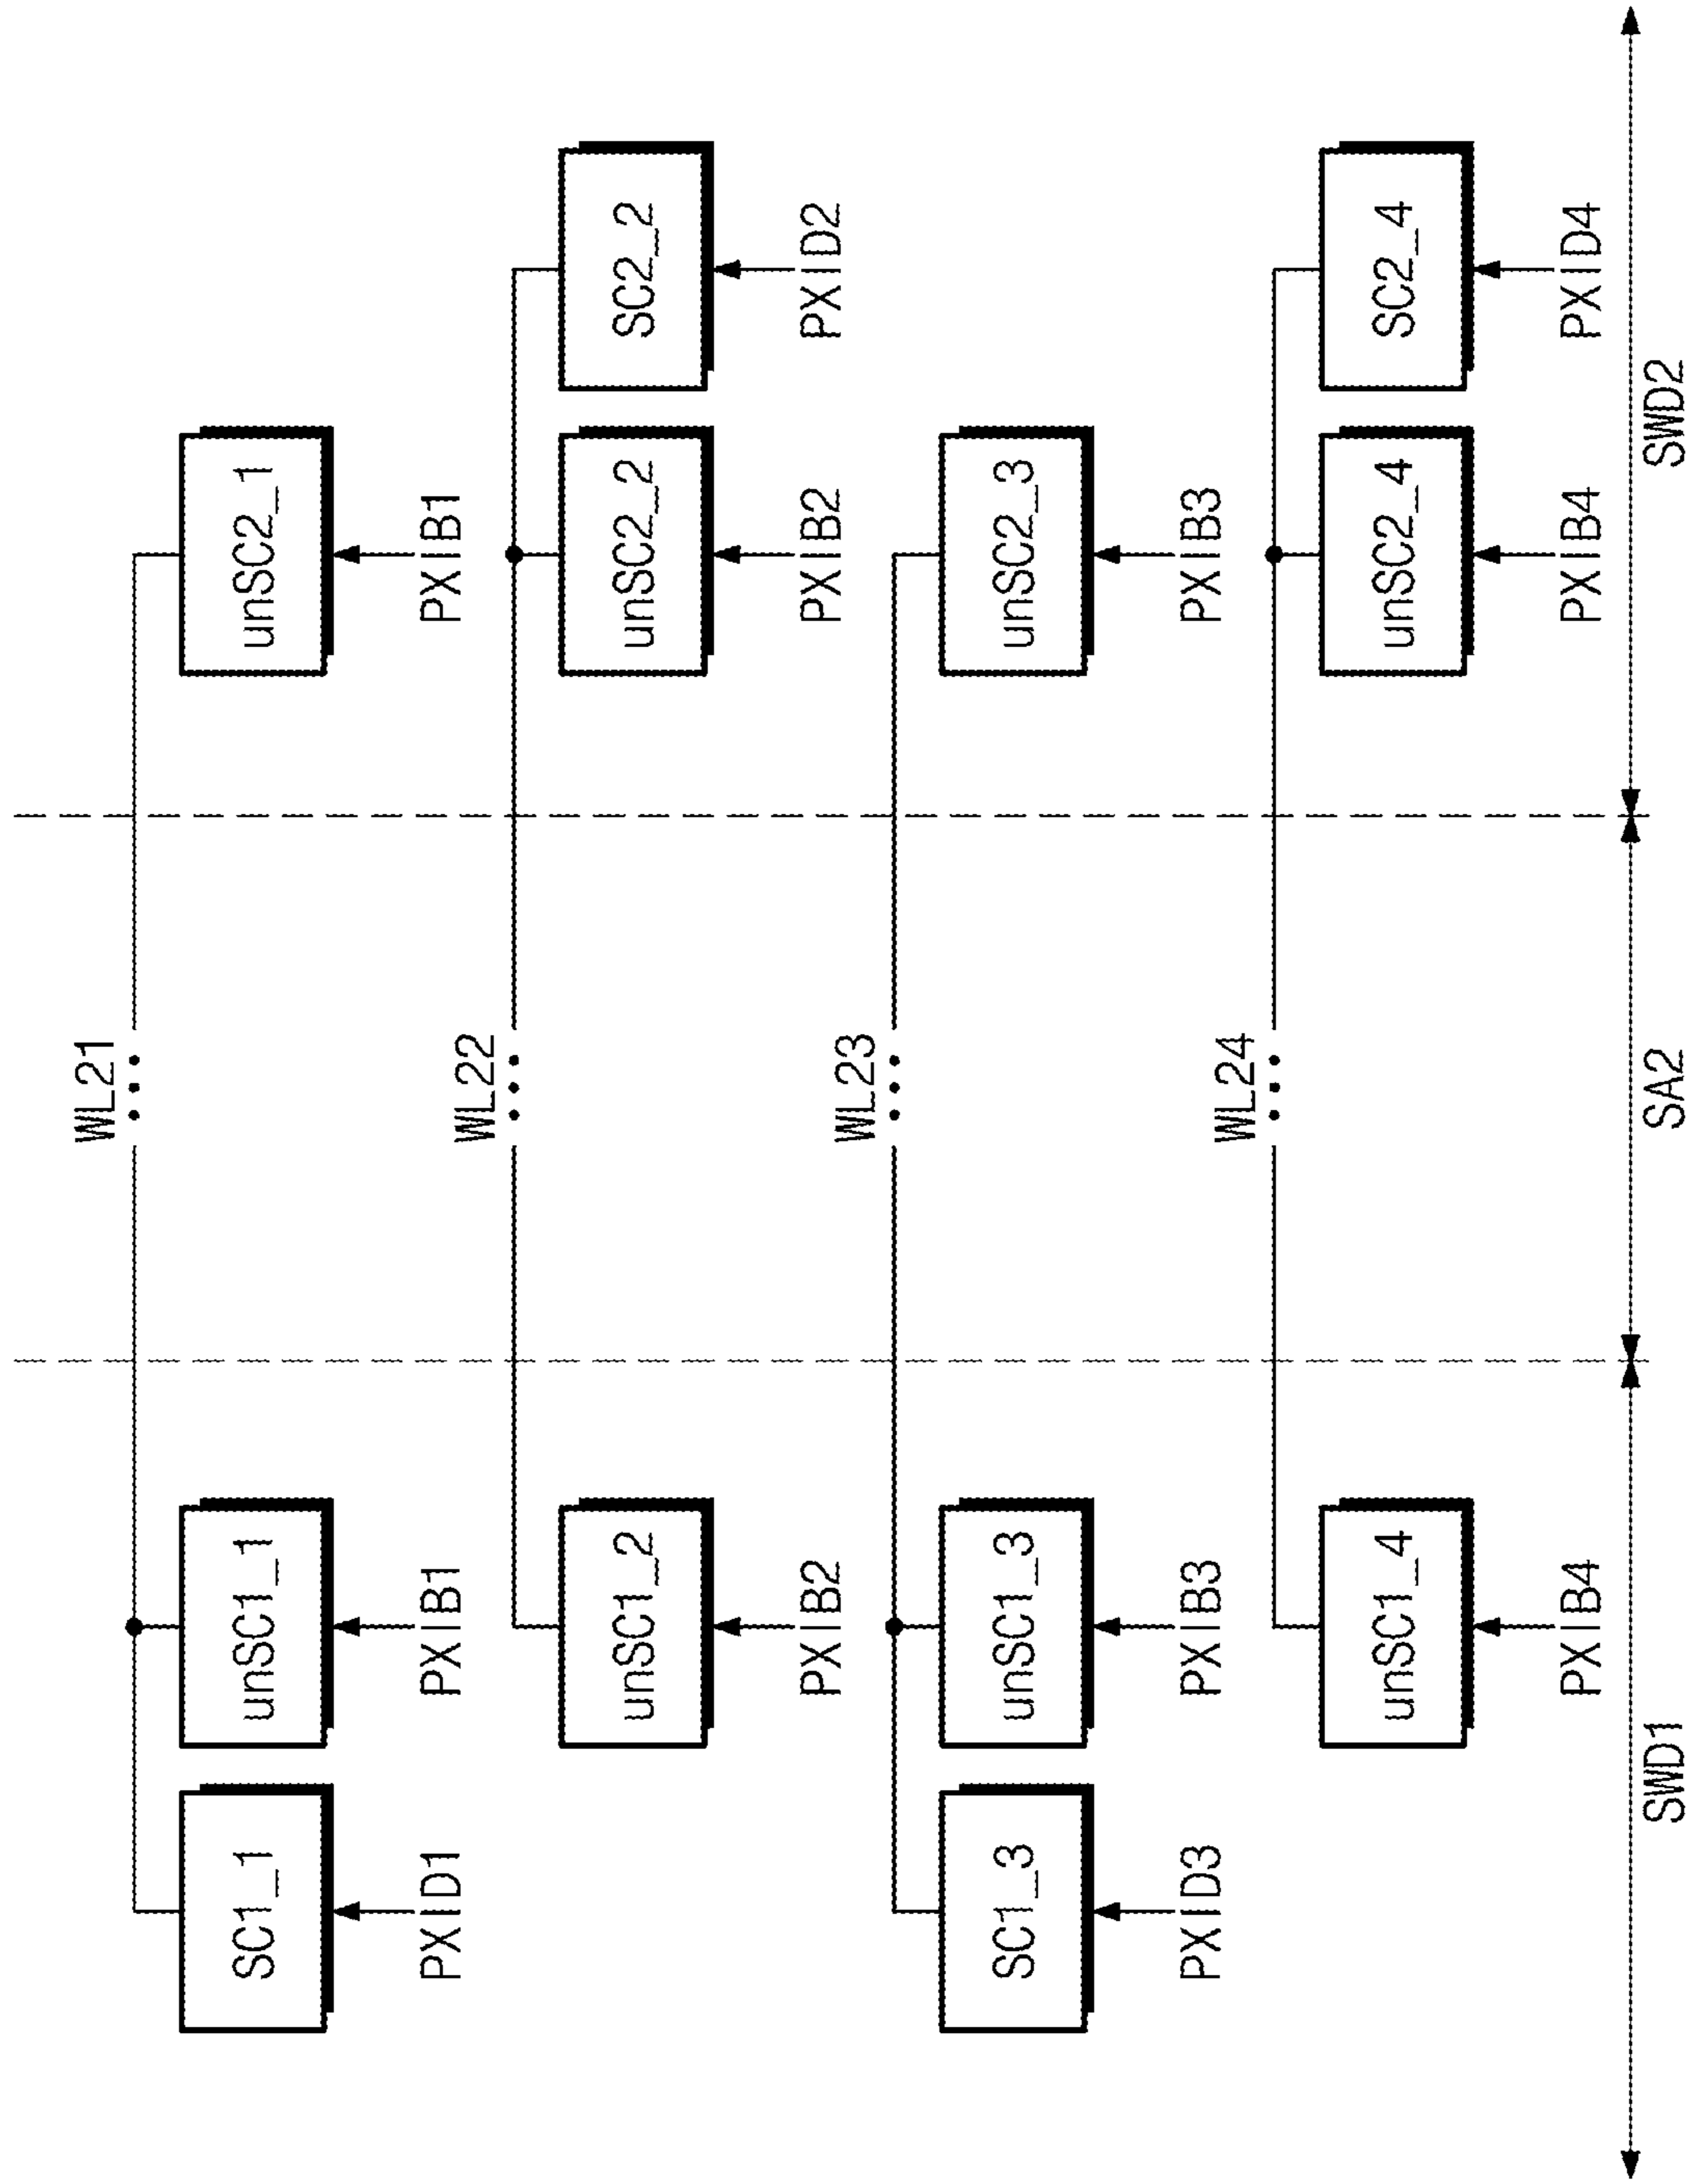 WL21
SC1_1 unSC1_1 unSC2_1
PXID1 PXIB1 PXIB1
WL22
unSC1_2 unSC2_2 SC2_2
PXIB2 PXIB2 PXID2
WL23
SC1_3 unSC1_3 unSC2_3
PXID3 PXIB3 PXIB3
WL24
unSC1_4 unSC2_4 SC2_4
PXIB4 PXIB4 PXID4
SWD1 SA2 SWD2